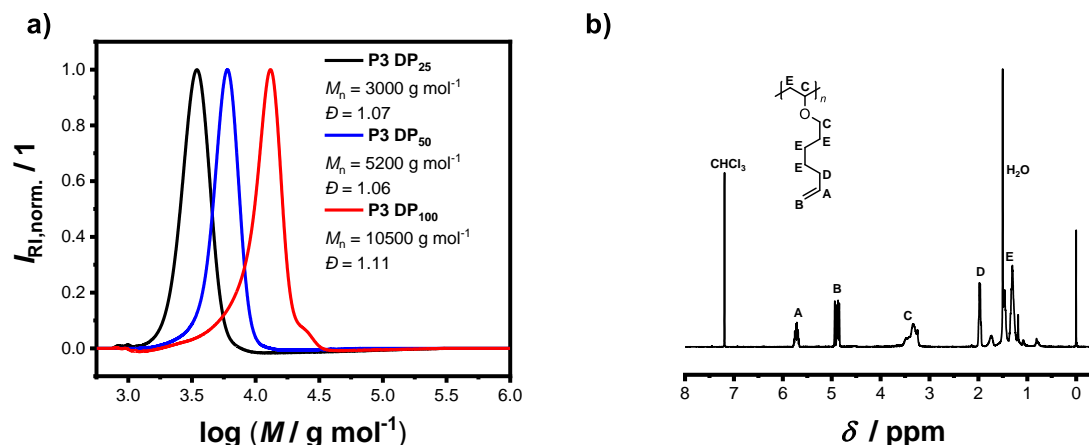 a)
I_RI,norm. / 1
1.0
0.8
0.6
0.4
0.2
0.0
3.0 3.5 4.0 4.5 5.0 5.5 6.0
log (M / g mol⁻¹)
P3 DP₂₅
Mₙ = 3000 g mol⁻¹
Đ = 1.07
P3 DP₅₀
Mₙ = 5200 g mol⁻¹
Đ = 1.06
P3 DP₁₀₀
Mₙ = 10500 g mol⁻¹
Đ = 1.11
b)
E C n
O C
E E
E
E D
B A
CHCl₃
H₂O
A B C D E
8 7 6 5 4 3 2 1 0
δ / ppm